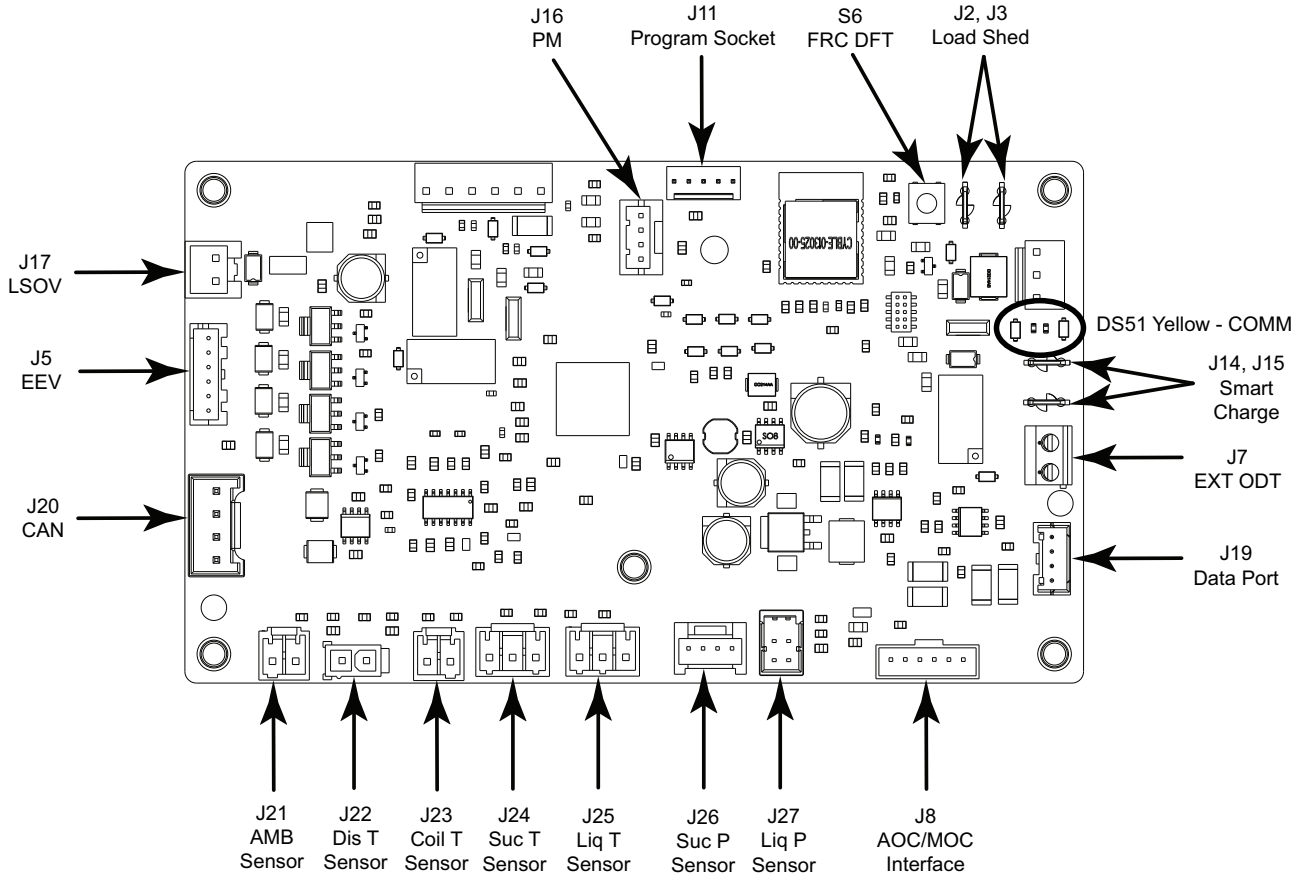 J16
PM
J11
Program Socket
S6
FRC DFT
J2, J3
Load Shed
CYBLE-013025-00
J17
LSOV
DS51 Yellow - COMM
J5
EEV
J14, J15
Smart
Charge
SO8
J7
EXT ODT
J20
CAN
J19
Data Port
J21
AMB
Sensor
J22
Dis T
Sensor
J23
Coil T
Sensor
J24
Suc T
Sensor
J25
Liq T
Sensor
J26
Suc P
Sensor
J27
Liq P
Sensor
J8
AOC/MOC
Interface